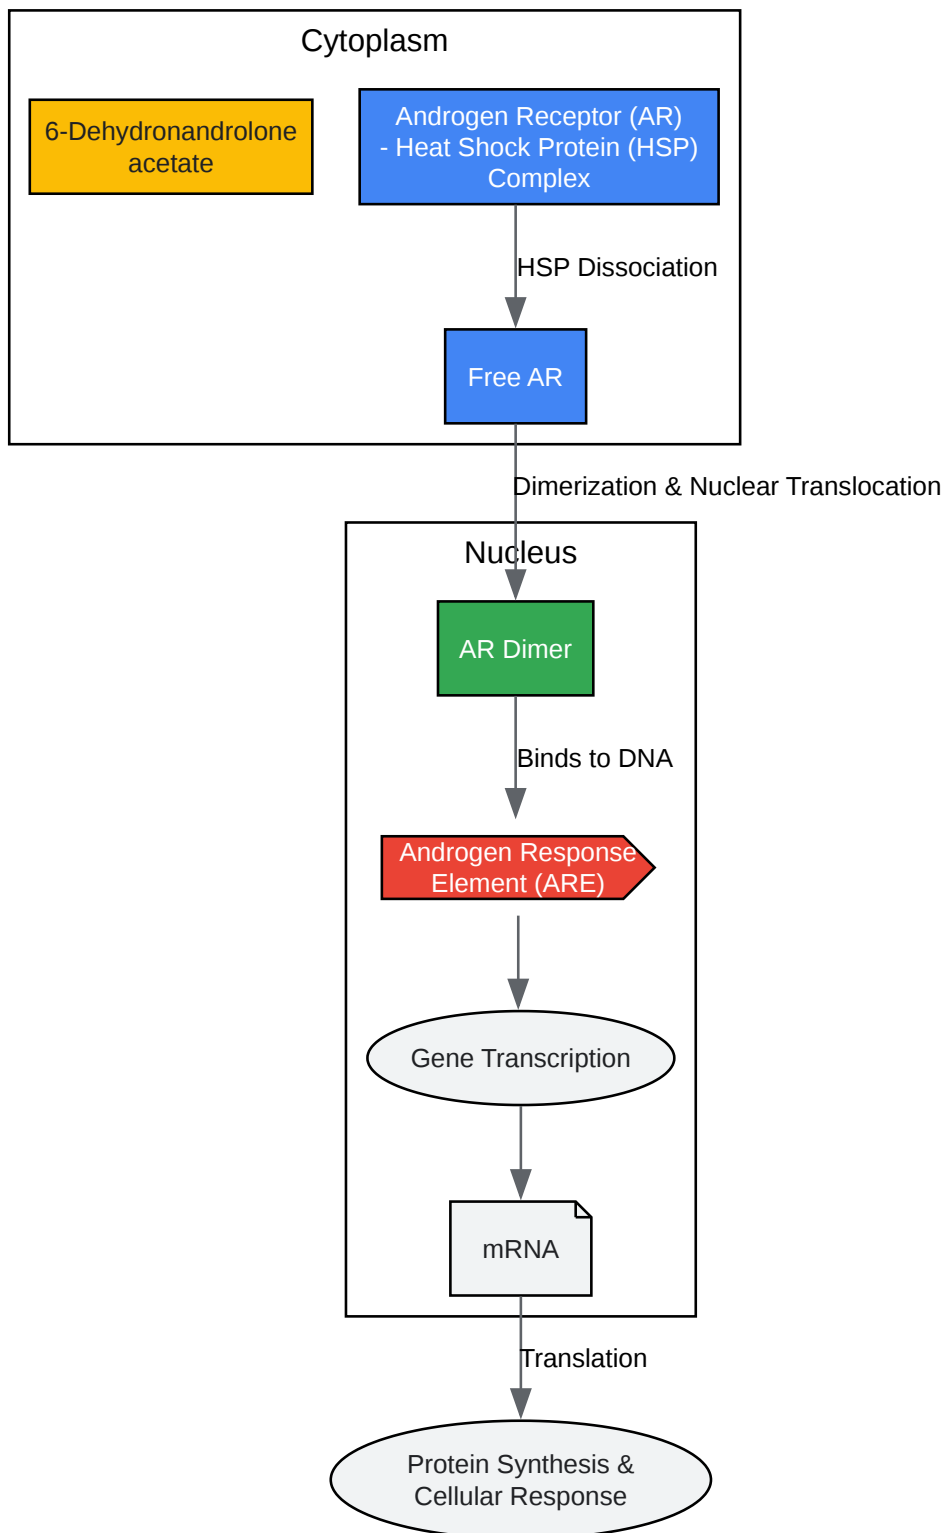 Cytoplasm
6-Dehydronandrolone
acetate
Androgen Receptor (AR)
- Heat Shock Protein (HSP)
Complex
HSP Dissociation
Free AR
Dimerization & Nuclear Translocation
Nucleus
AR Dimer
Binds to DNA
Androgen Response
Element (ARE)
Gene Transcription
mRNA
Translation
Protein Synthesis &
Cellular Response